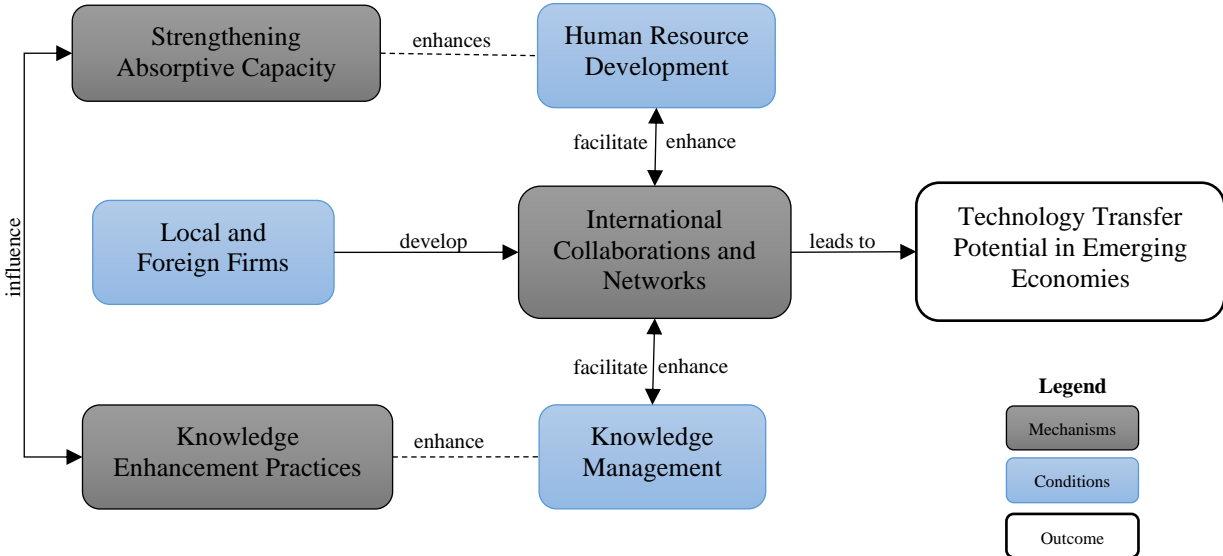 Strengthening
Absorptive Capacity
enhances
Human Resource
Development
facilitate
enhance
influence
Local and
Foreign Firms
develop
International
Collaborations and
Networks
leads to
Technology Transfer
Potential in Emerging
Economies
facilitate
enhance
Knowledge
Enhancement Practices
enhance
Knowledge
Management
Legend
Mechanisms
Conditions
Outcome